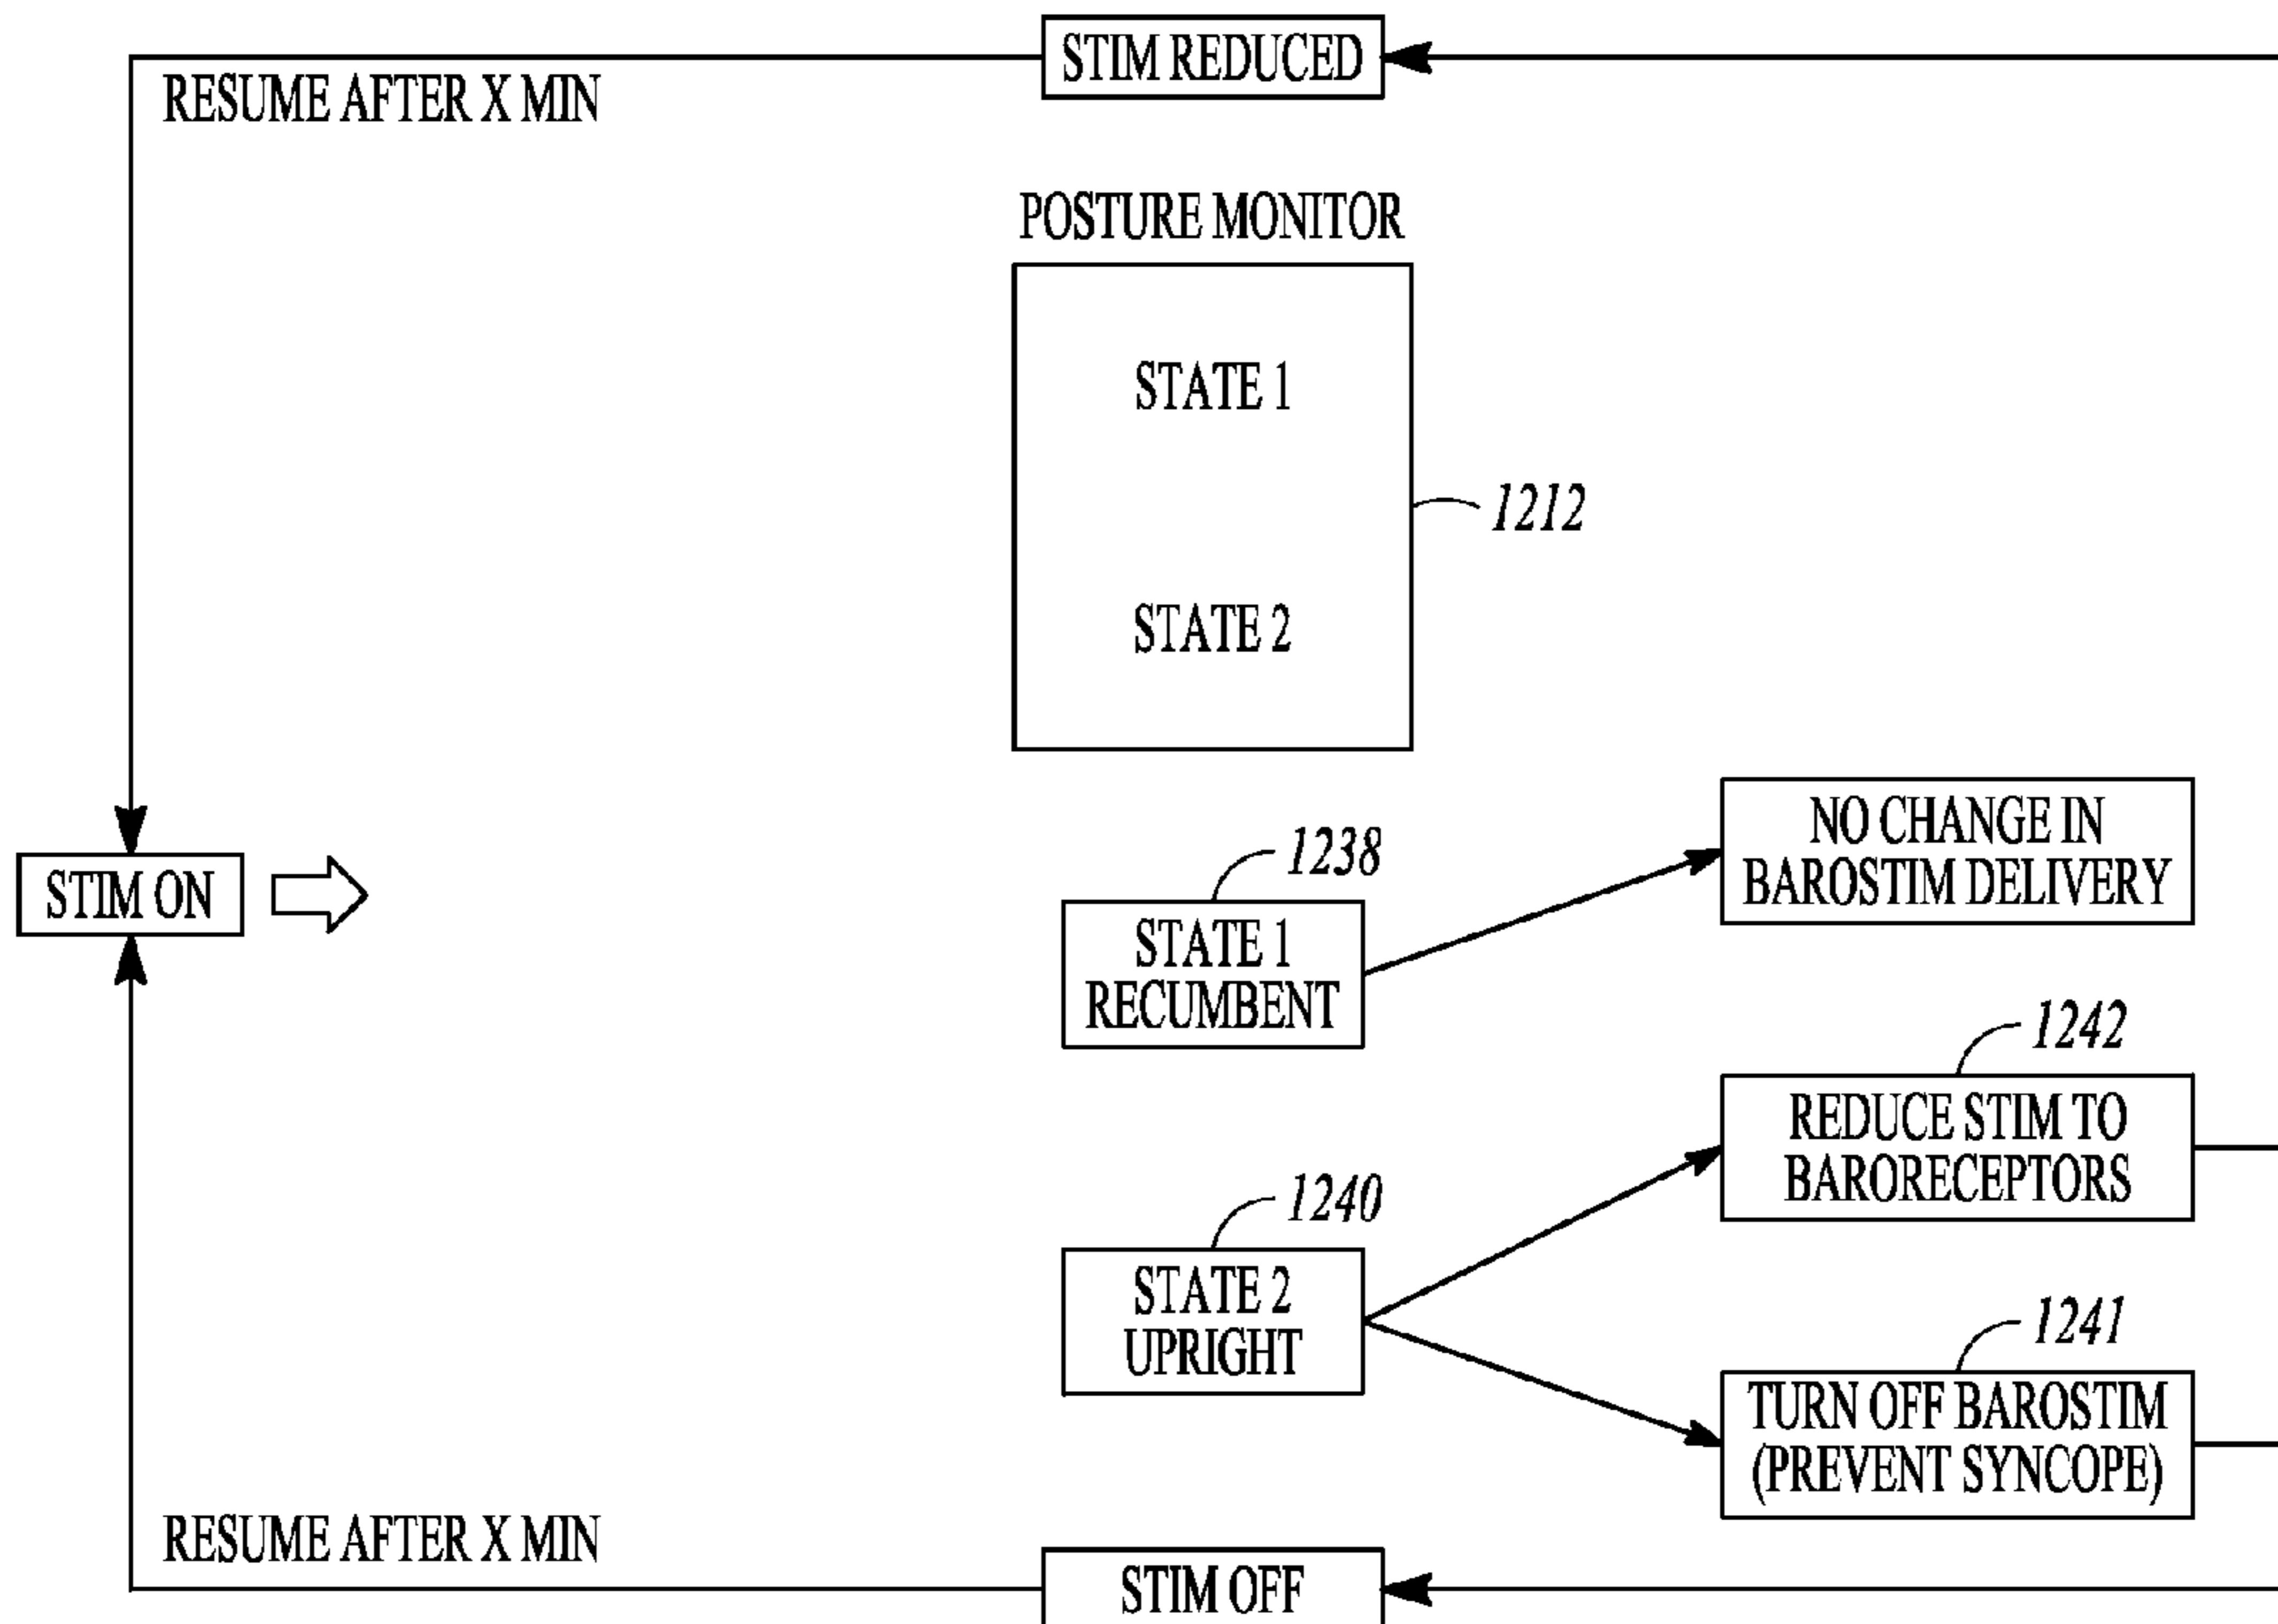 STIM REDUCED
RESUME AFTER X MIN
POSTURE MONITOR
STATE 1
1212
STATE 2
NO CHANGE IN
BAROSTIM DELIVERY
1238
STIM ON
STATE 1
RECUMBENT
1242
REDUCE STIM TO
BARORECEPTORS
1240
STATE 2
UPRIGHT
1241
TURN OFF BAROSTIM
(PREVENT SYNCOPE)
RESUME AFTER X MIN
STIM OFF